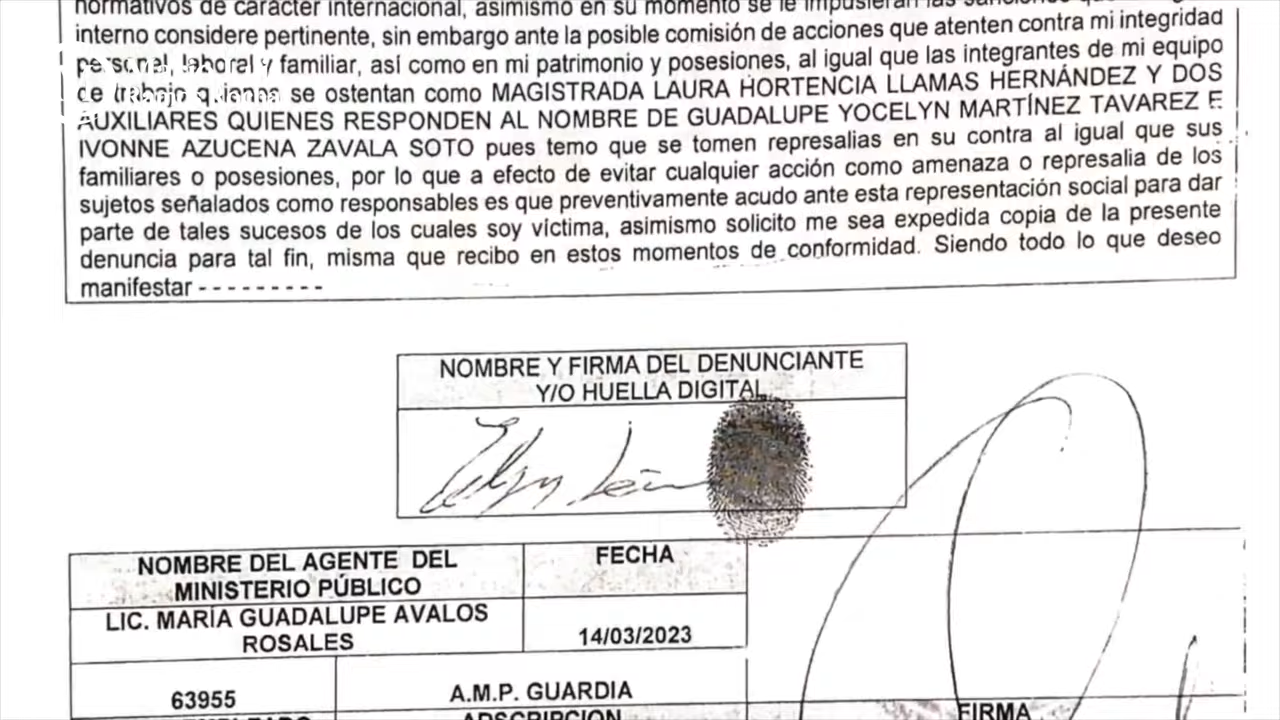 normativos de carácter internacional, asimismo en su momento se le impusieran las sanciones que
interno considere pertinente, sin embargo ante la posible comisión de acciones que atenten contra mi integridad
personal, laboral y familiar, así como en mi patrimonio y posesiones, al igual que las integrantes de mi equipo
de trabajo quienes se ostentan como MAGISTRADA LAURA HORTENCIA LLAMAS HERNÁNDEZ Y DOS
AUXILIARES QUIENES RESPONDEN AL NOMBRE DE GUADALUPE YOCELYN MARTÍNEZ TAVAREZ E
IVONNE AZUCENA ZAVALA SOTO pues temo que se tomen represalias en su contra al igual que sus
familiares o posesiones, por lo que a efecto de evitar cualquier acción como amenaza o represalia de los
sujetos señalados como responsables es que preventivamente acudo ante esta representación social para dar
parte de tales sucesos de los cuales soy víctima, asimismo solicito me sea expedida copia de la presente
denuncia para tal fin, misma que recibo en estos momentos de conformidad. Siendo todo lo que deseo
manifestar - - - - - - - - -
NOMBRE Y FIRMA DEL DENUNCIANTE
Y/O HUELLA DIGITAL
NOMBRE DEL AGENTE DEL
MINISTERIO PÚBLICO
FECHA
LIC. MARÍA GUADALUPE AVALOS
ROSALES
14/03/2023
63955
A.M.P. GUARDIA
ADSCRIPCION
FIRMA